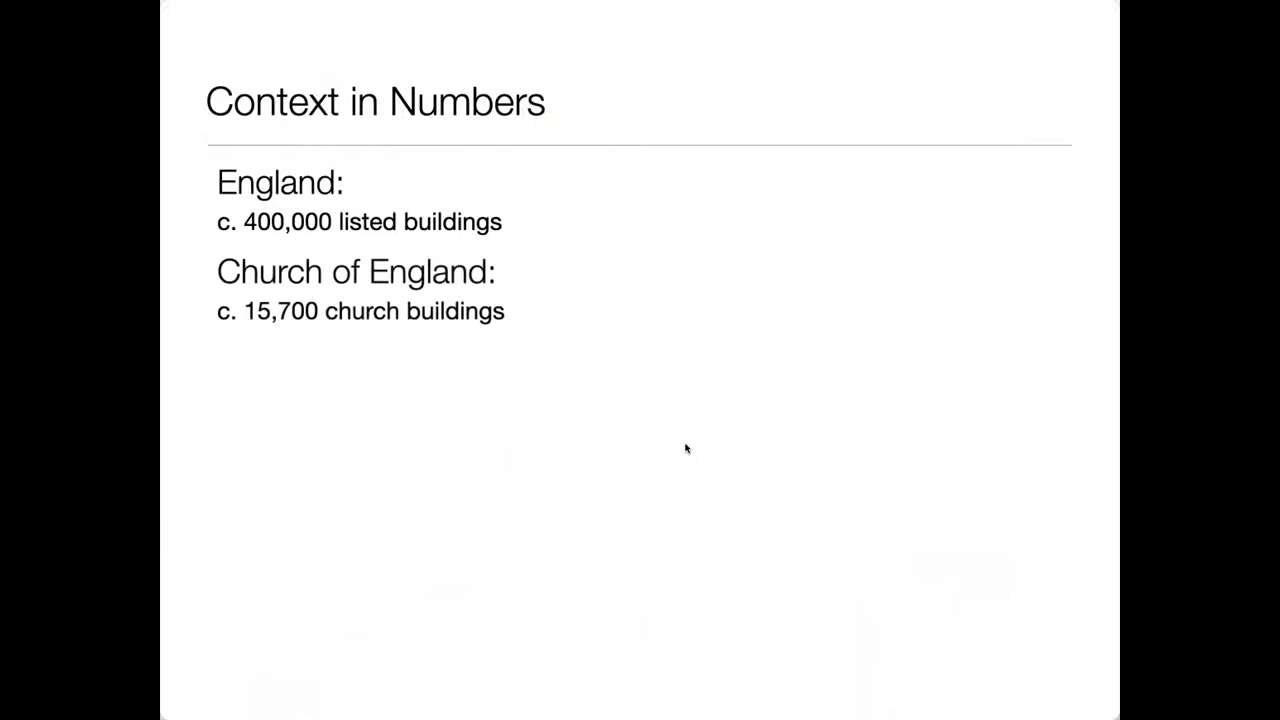 Context in Numbers
England:
c. 400,000 listed buildings
Church of England:
c. 15,700 church buildings